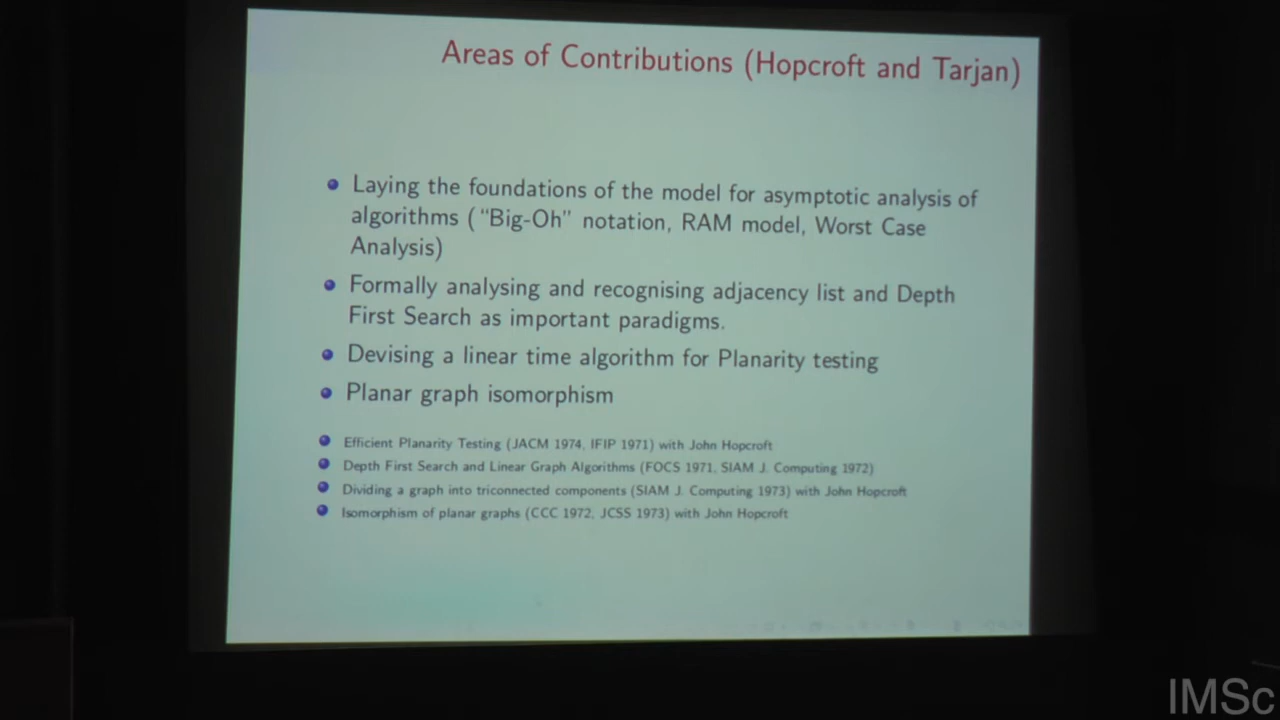 Areas of Contributions (Hopcroft and Tarjan)
Laying the foundations of the model for asymptotic analysis of
algorithms ( "Big-Oh" notation, RAM model, Worst Case
Analysis)
Formally analysing and recognising adjacency list and Depth
First Search as important paradigms.
Devising a linear time algorithm for Planarity testing
Planar graph isomorphism
Efficient Planarity Testing (JACM 1974, IFIP 1971) with John Hopcroft
Depth First Search and Linear Graph Algorithms (FOCS 1971, SIAM J. Computing 1972)
Dividing a graph into triconnected components (SIAM J. Computing 1973) with John Hopcroft
Isomorphism of planar graphs (CCC 1972, JCSS 1973) with John Hopcroft
IMSc